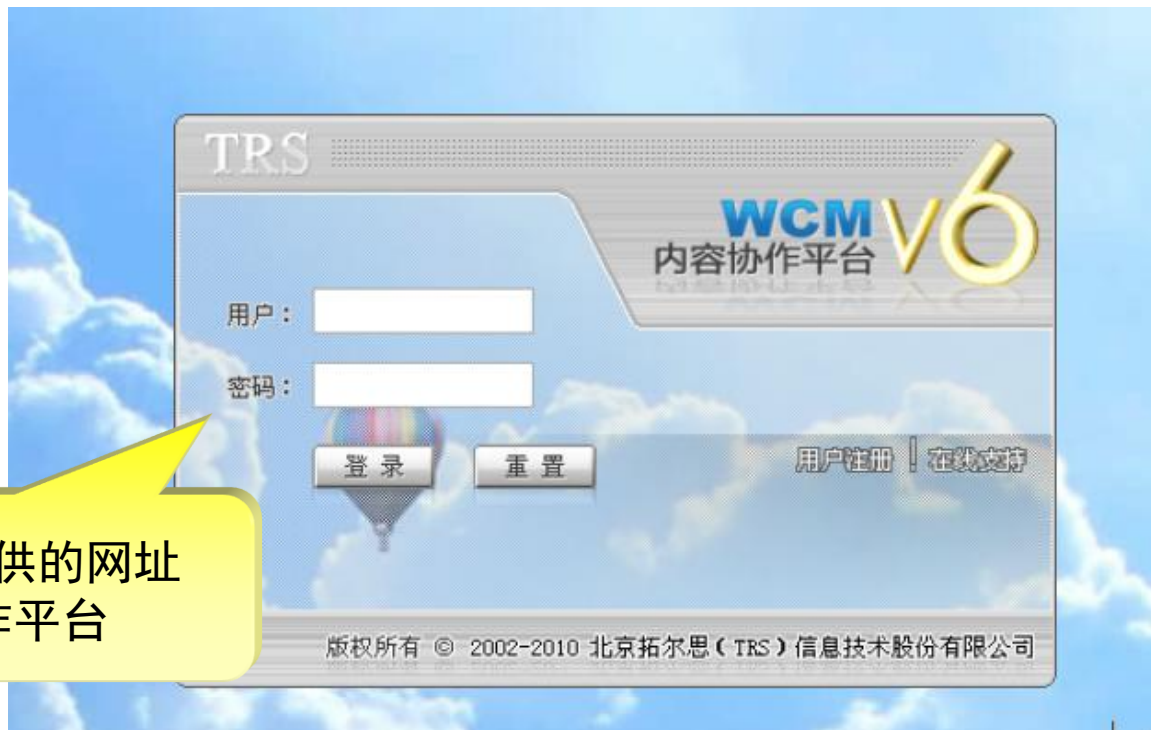 TRS
WCM V6
内容协作平台
用户：
密码：
登 录
重 置
用户注册 | 在线支持
供的网址
作平台
版权所有 © 2002-2010 北京拓尔思(TRS)信息技术股份有限公司